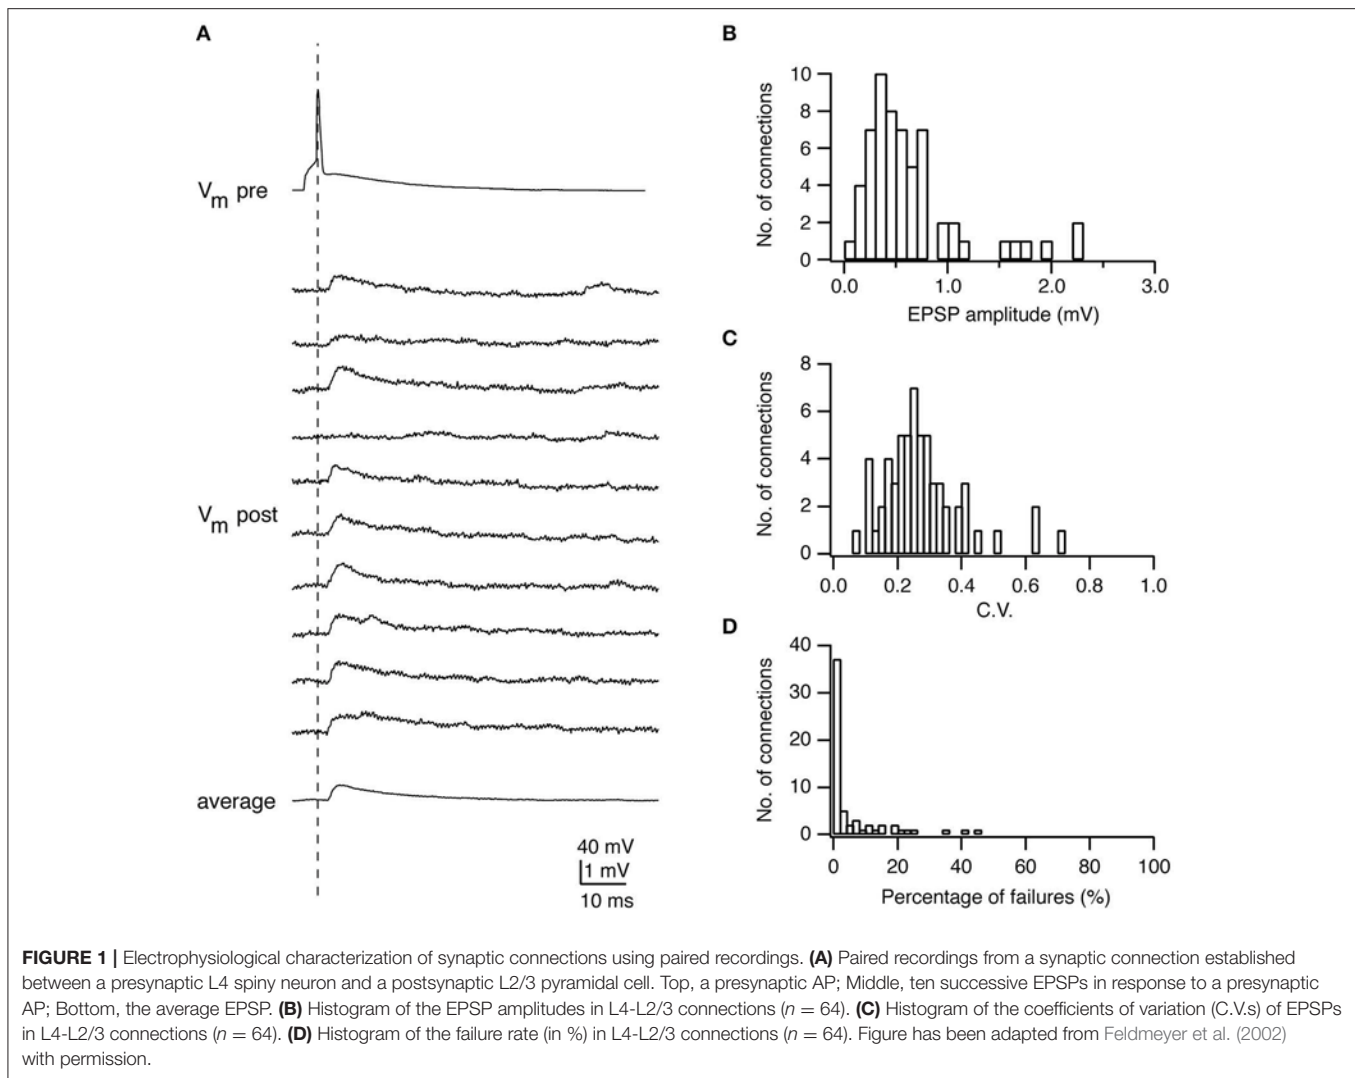 A
V_m pre
V_m post
average
40 mV
1 mV
10 ms
B
No. of connections
10
8
6
4
2
0
0.0 1.0 2.0 3.0
EPSP amplitude (mV)
C
No. of connections
8
6
4
2
0
0.0 0.2 0.4 0.6 0.8 1.0
C.V.
D
No. of connections
40
30
20
10
0
0 20 40 60 80 100
Percentage of failures (%)
FIGURE 1 | Electrophysiological characterization of synaptic connections using paired recordings. (A) Paired recordings from a synaptic connection established
between a presynaptic L4 spiny neuron and a postsynaptic L2/3 pyramidal cell. Top, a presynaptic AP; Middle, ten successive EPSPs in response to a presynaptic
AP; Bottom, the average EPSP. (B) Histogram of the EPSP amplitudes in L4-L2/3 connections (n = 64). (C) Histogram of the coefficients of variation (C.V.s) of EPSPs
in L4-L2/3 connections (n = 64). (D) Histogram of the failure rate (in %) in L4-L2/3 connections (n = 64). Figure has been adapted from Feldmeyer et al. (2002)
with permission.